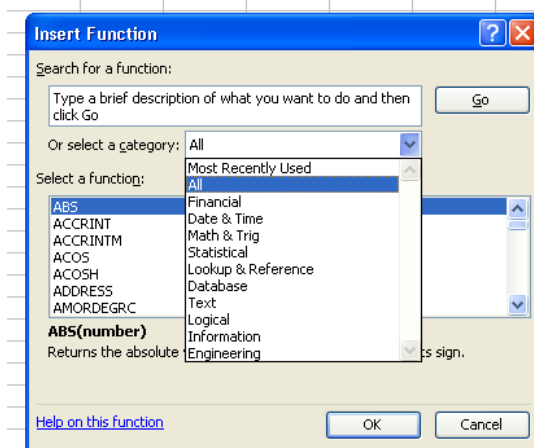 Insert Function
Search for a function:
Type a brief description of what you want to do and then
click Go
Go
Or select a category: All
Most Recently Used
All
Financial
Date & Time
Math & Trig
Statistical
Lookup & Reference
Database
Text
Logical
Information
Engineering
Select a function:
ABS
ACCRINT
ACCRINTM
ACOS
ACOSH
ADDRESS
AMORDEGRC
ABS(number)
Returns the absolute sign.
Help on this function
OK
Cancel